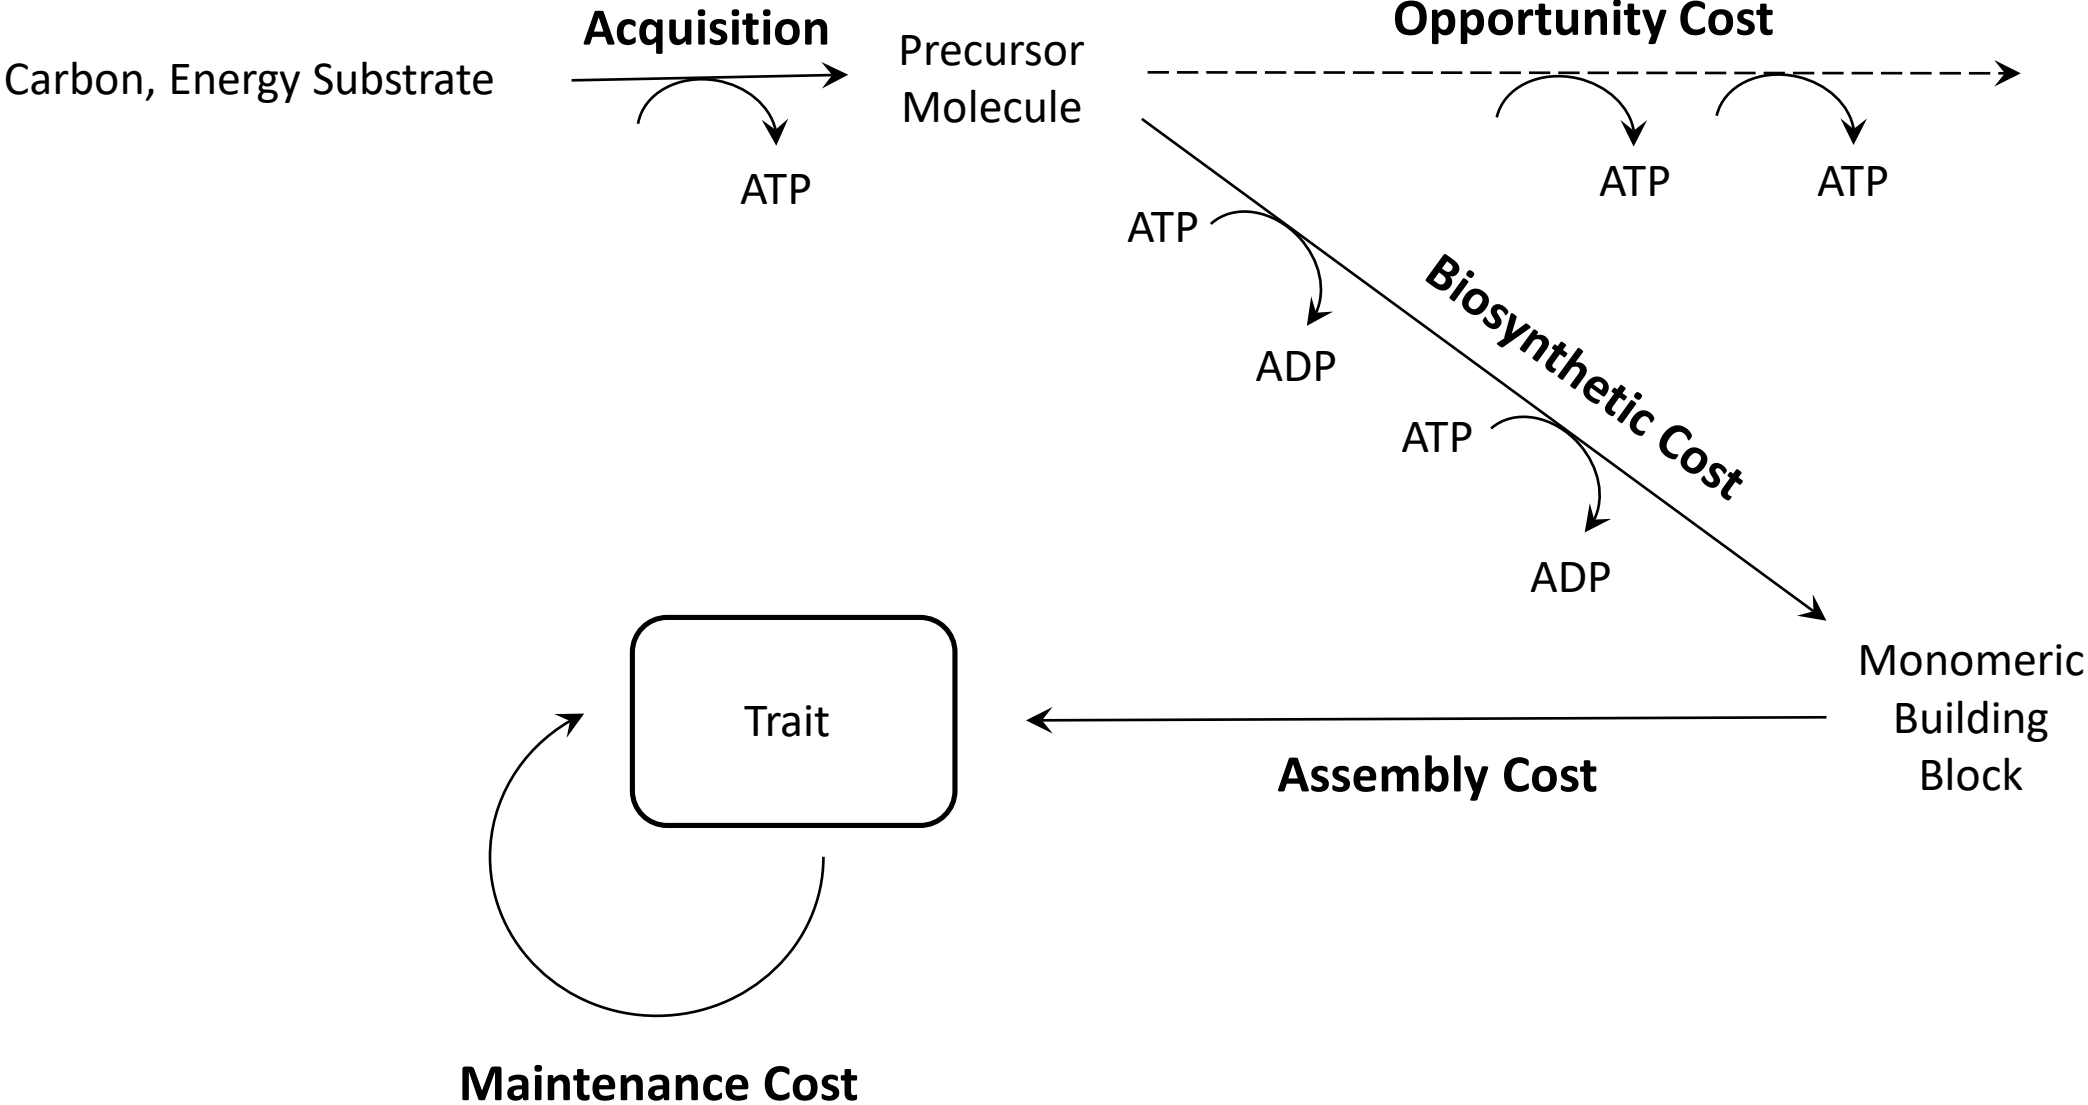 Acquisition
Opportunity Cost
Carbon, Energy Substrate
Precursor
Molecule
ATP
ATP
ATP
ATP
ADP
Biosynthetic Cost
ATP
ADP
Trait
Monomeric
Building
Block
Assembly Cost
Maintenance Cost